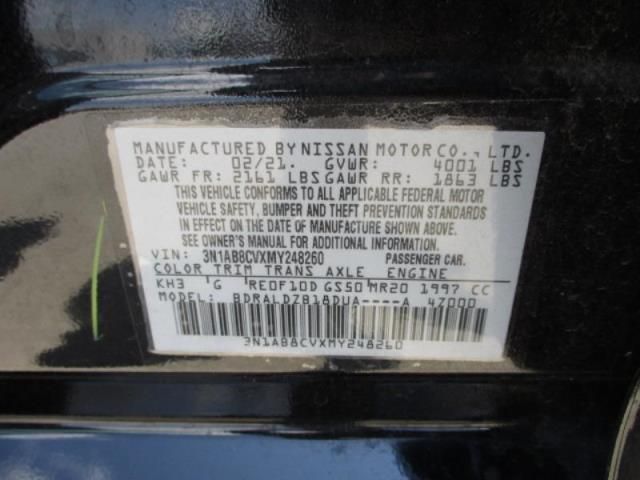 MANUFACTURED BY NISSAN MOTOR CO., LTD.
DATE: 02/21. GVWR: 4001 LBS
GAWR FR: 2161 LBS GAWR RR: 1863 LBS
THIS VEHICLE CONFORMS TO ALL APPLICABLE FEDERAL MOTOR
VEHICLE SAFETY, BUMPER AND THEFT PREVENTION STANDARDS
IN EFFECT ON THE DATE OF MANUFACTURE SHOWN ABOVE.
SEE OWNER'S MANUAL FOR ADDITIONAL INFORMATION.
VIN: 3N1AB8CVXMY248260 PASSENGER CAR.
COLOR TRIM TRANS AXLE ENGINE
KH3 G RE0F10D GS50 MR20 1997 CC
MODEL: BDRALDZB18DUA----A 4Z000
3N1AB8CVXMY248260